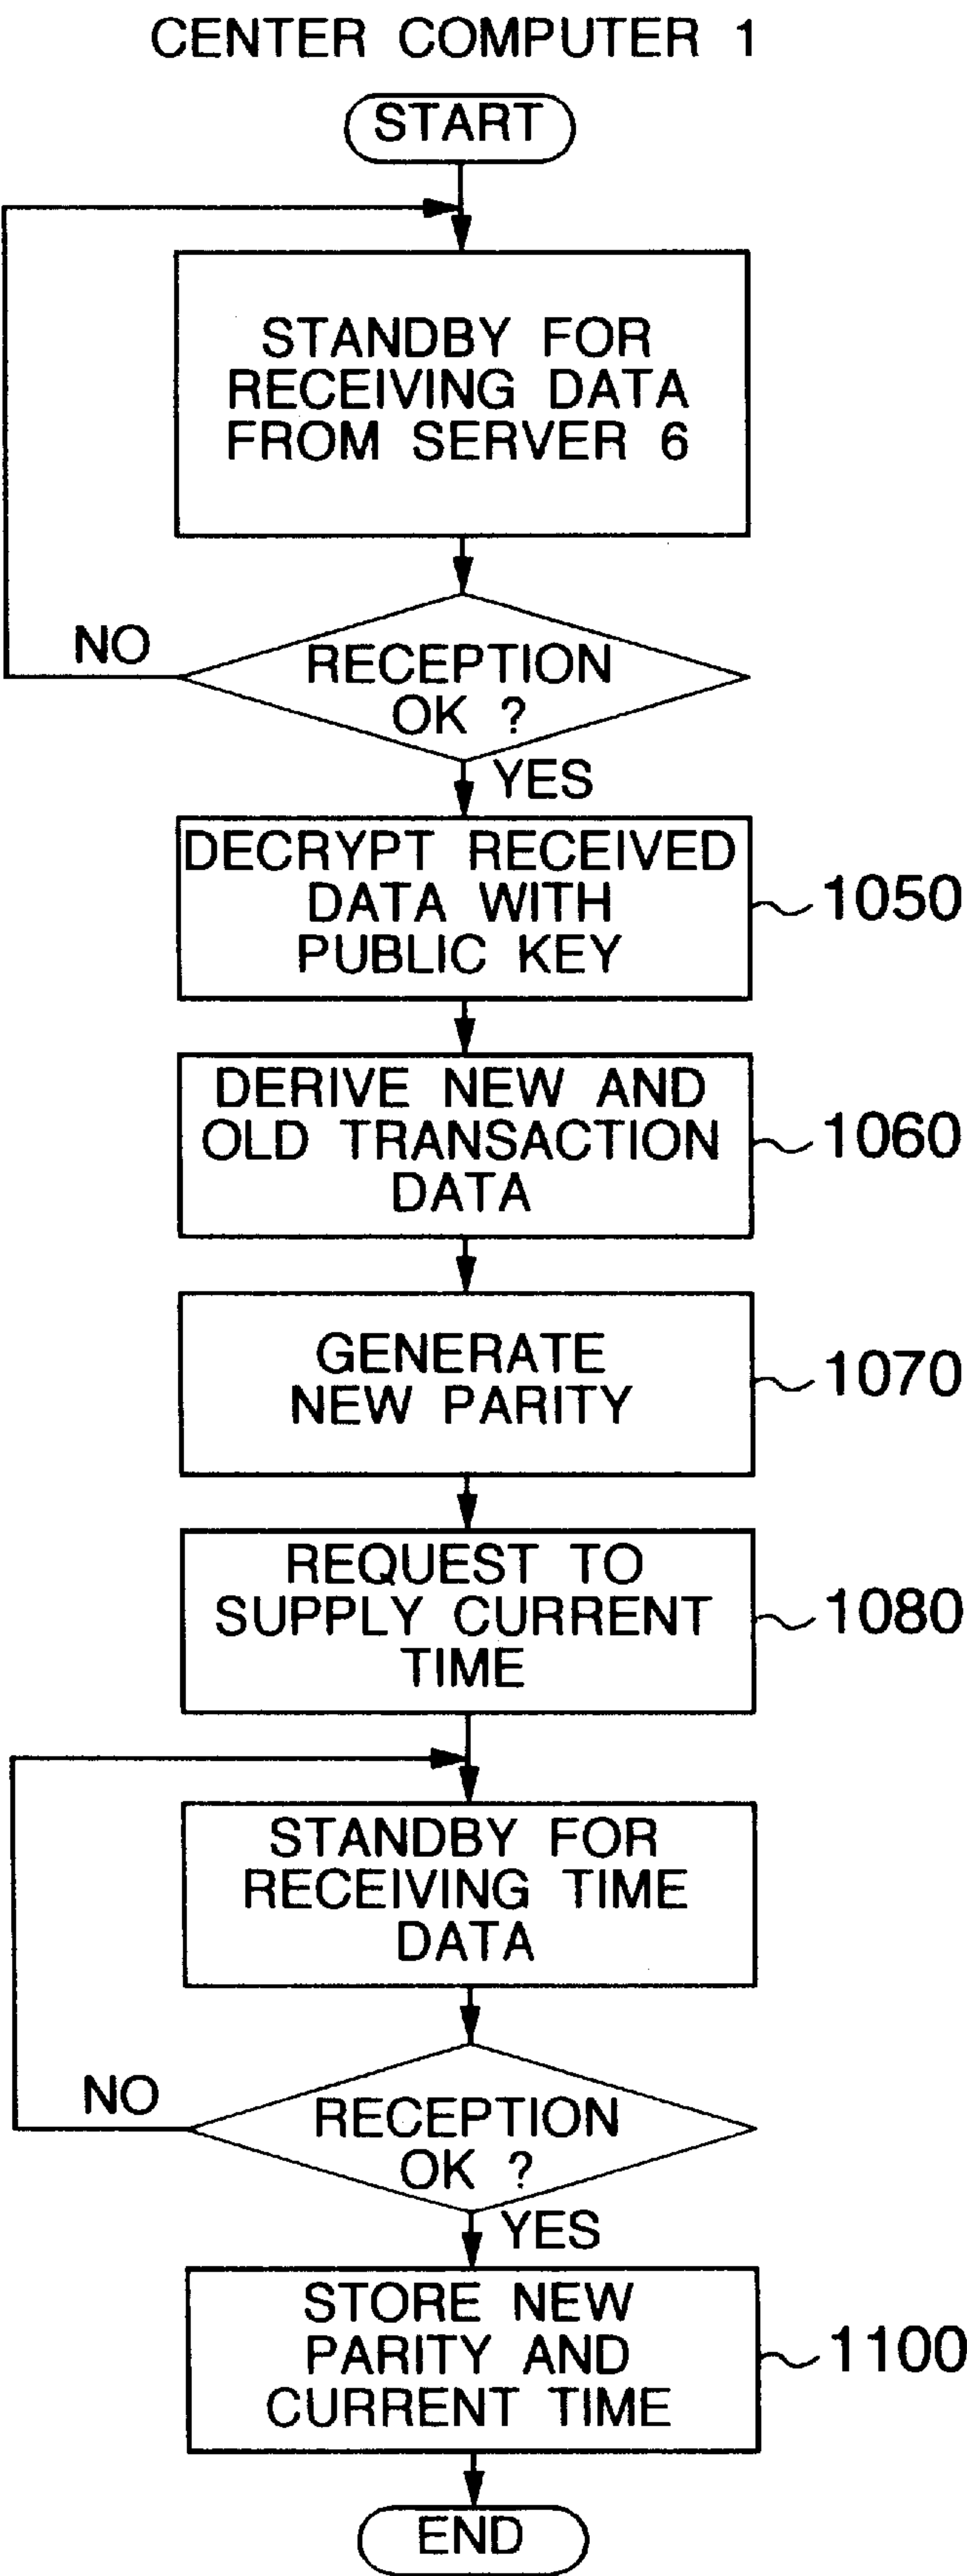 CENTER COMPUTER 1
START
STANDBY FOR
RECEIVING DATA
FROM SERVER 6
NO
RECEPTION
OK ?
YES
DECRYPT RECEIVED
DATA WITH
PUBLIC KEY
1050
DERIVE NEW AND
OLD TRANSACTION
DATA
1060
GENERATE
NEW PARITY
1070
REQUEST TO
SUPPLY CURRENT
TIME
1080
STANDBY FOR
RECEIVING TIME
DATA
NO
RECEPTION
OK ?
YES
STORE NEW
PARITY AND
CURRENT TIME
1100
END